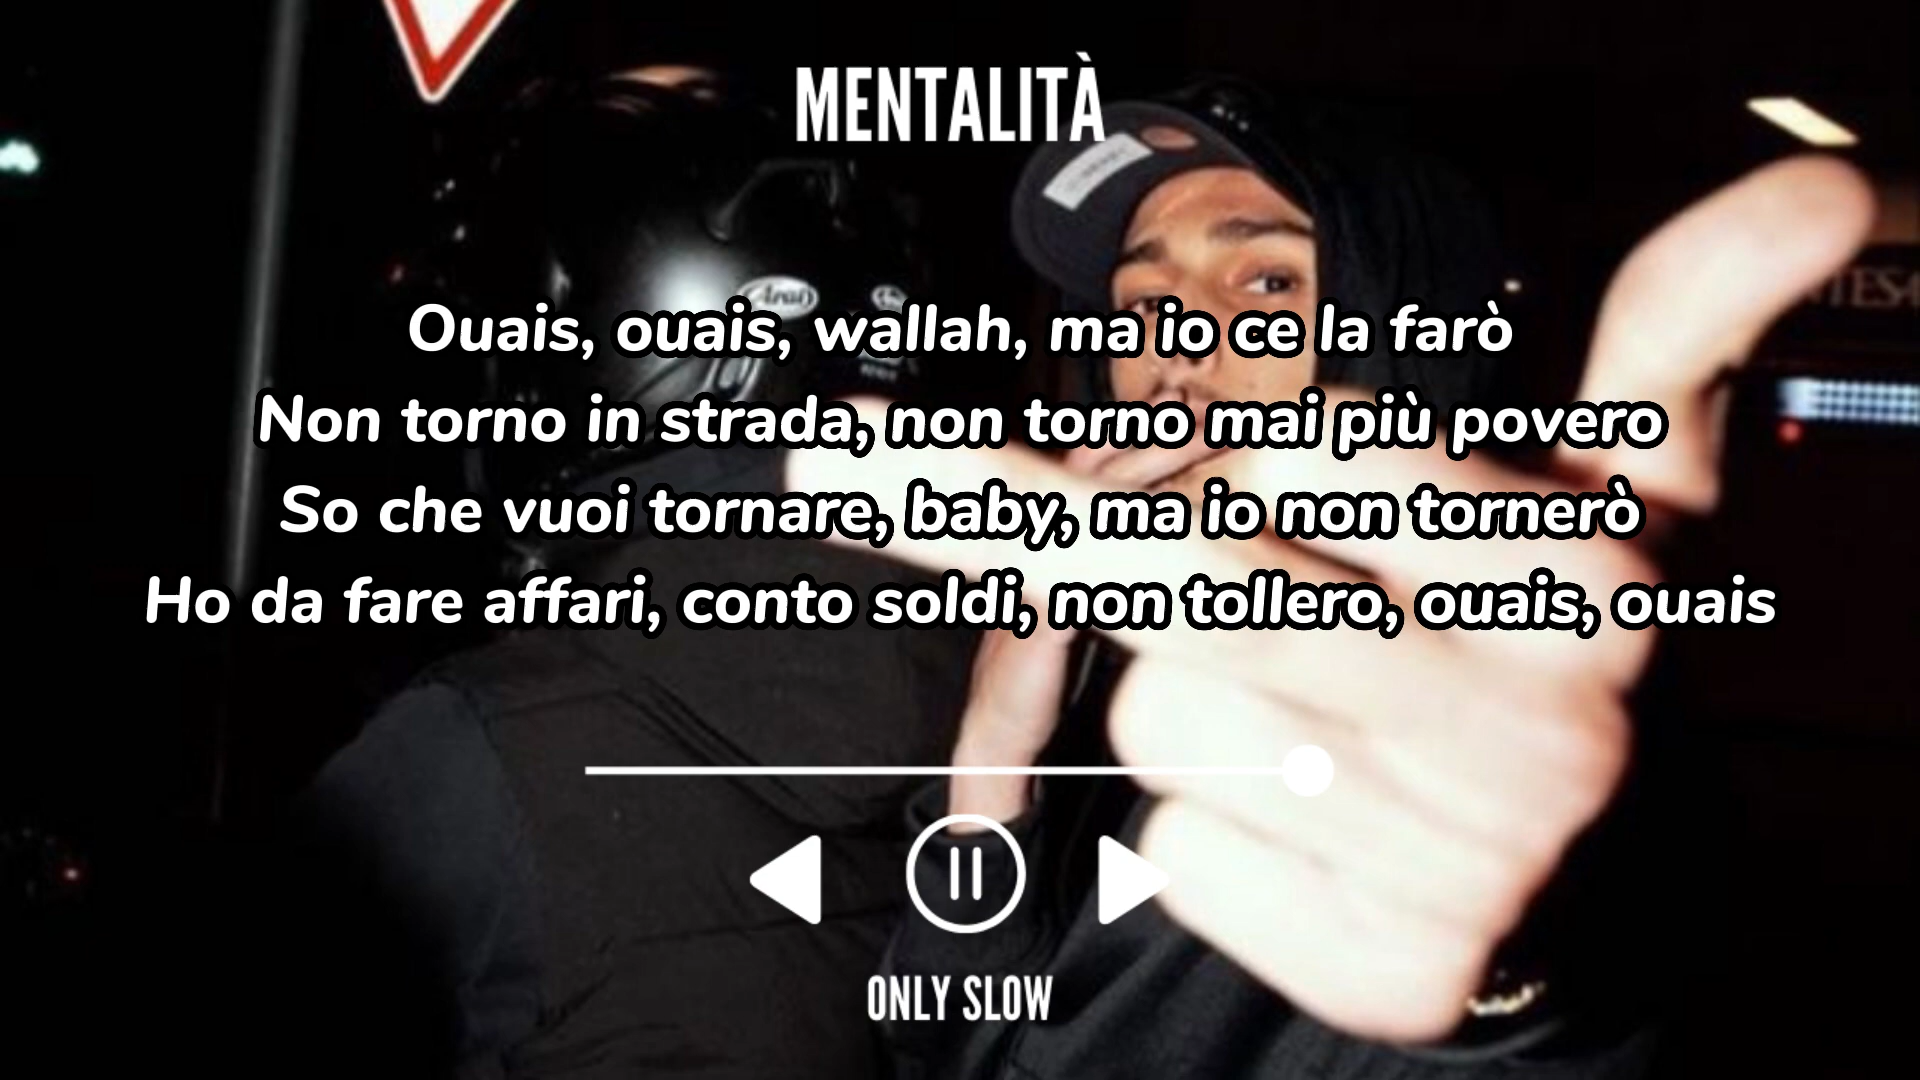 MENTALITÀ
Arai
Ouais, ouais, wallah, ma io ce la farò
Non torno in strada, non torno mai più povero
So che vuoi tornare, baby, ma io non tornerò
Ho da fare affari, conto soldi, non tollero, ouais, ouais
ONLY SLOW